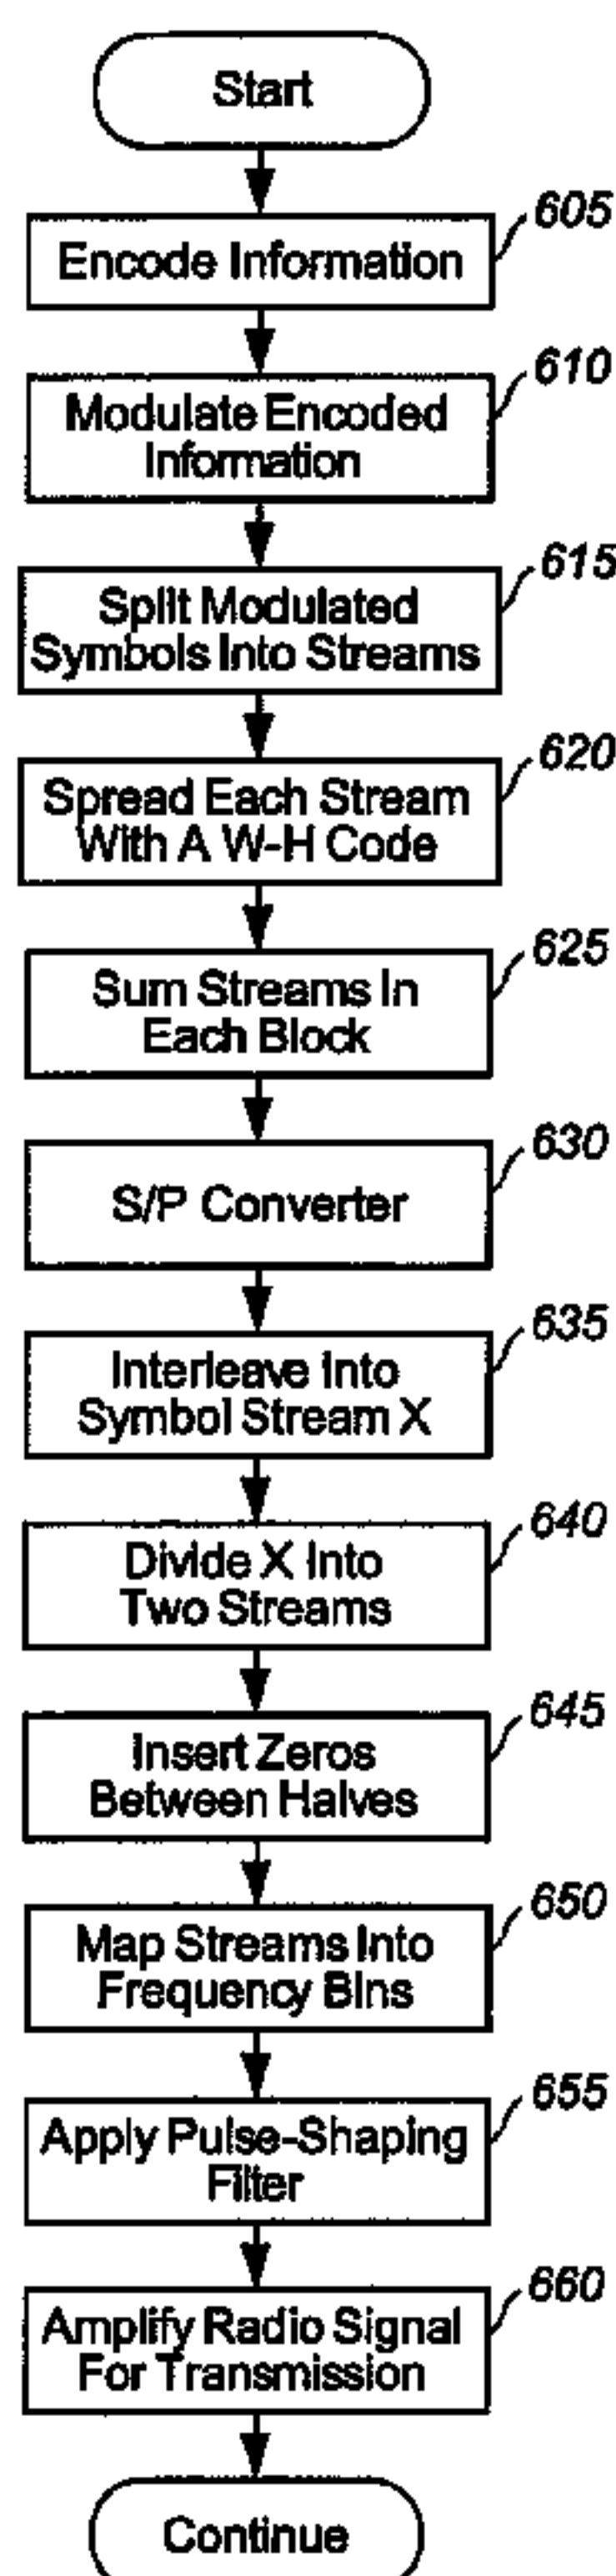 Start
605
Encode Information
610
Modulate Encoded
Information
615
Split Modulated
Symbols Into Streams
620
Spread Each Stream
With A W-H Code
625
Sum Streams In
Each Block
630
S/P Converter
635
Interleave Into
Symbol Stream X
640
Divide X Into
Two Streams
645
Insert Zeros
Between Halves
650
Map Streams Into
Frequency Bins
655
Apply Pulse-Shaping
Filter
660
Amplify Radio Signal
For Transmission
Continue